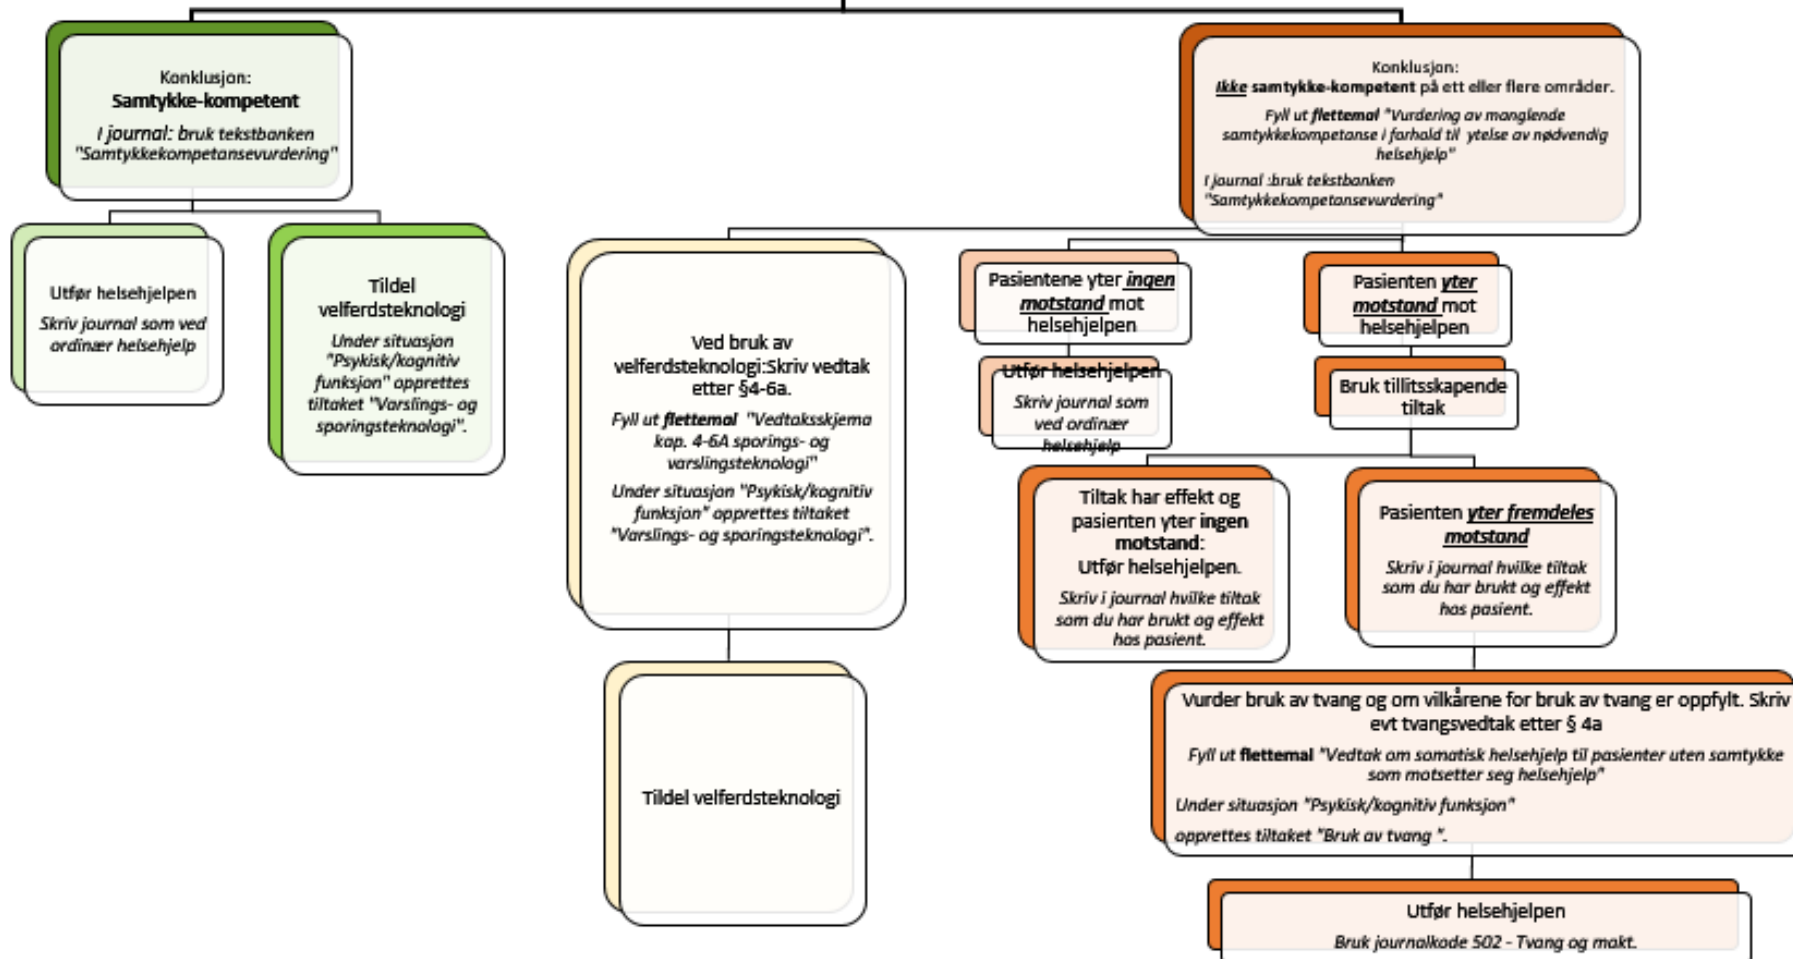 Konklusjon:
Samtykke-kompetent
I journal: bruk tekstbanken
"Samtykkekompetansevurdering"
Konklusjon:
Ikke samtykke-kompetent på ett eller flere områder.
Fyll ut flettemal "Vurdering av manglende
samtykkekompetanse i forhold til ytelse av nødvendig
helsehjelp"
I journal :bruk tekstbanken
"Samtykkekompetansevurdering"
Utfør helsehjelpen
Skriv journal som ved
ordinær helsehjelp
Tildel
velferdsteknologi
Under situasjon
"Psykisk/kognitiv
funksjon" opprettes
tiltaket "Varslings- og
sporingsteknologi".
Ved bruk av
velferdsteknologi:Skriv vedtak
etter §4-6a.
Fyll ut flettemal "Vedtaksskjema
kap. 4-6A sporings- og
varslingsteknologi"
Under situasjon "Psykisk/kognitiv
funksjon" opprettes tiltaket
"Varslings- og sporingsteknologi".
Tildel velferdsteknologi
Pasientene yter ingen
motstand mot
helsehjelpen
Utfør helsehjelpen
Skriv journal som
ved ordinær
helsehjelp
Pasienten yter
motstand mot
helsehjelpen
Bruk tillitsskapende
tiltak
Tiltak har effekt og
pasienten yter ingen
motstand:
Utfør helsehjelpen.
Skriv i journal hvilke tiltak
som du har brukt og effekt
hos pasient.
Pasienten yter fremdeles
motstand
Skriv i journal hvilke tiltak
som du har brukt og effekt
hos pasient.
Vurder bruk av tvang og om vilkårene for bruk av tvang er oppfylt. Skriv
evt tvangsvedtak etter § 4a
Fyll ut flettemal "Vedtak om somatisk helsehjelp til pasienter uten samtykke
som motsetter seg helsehjelp"
Under situasjon "Psykisk/kognitiv funksjon"
opprettes tiltaket "Bruk av tvang ".
Utfør helsehjelpen
Bruk journalkode 502 - Tvang og makt.